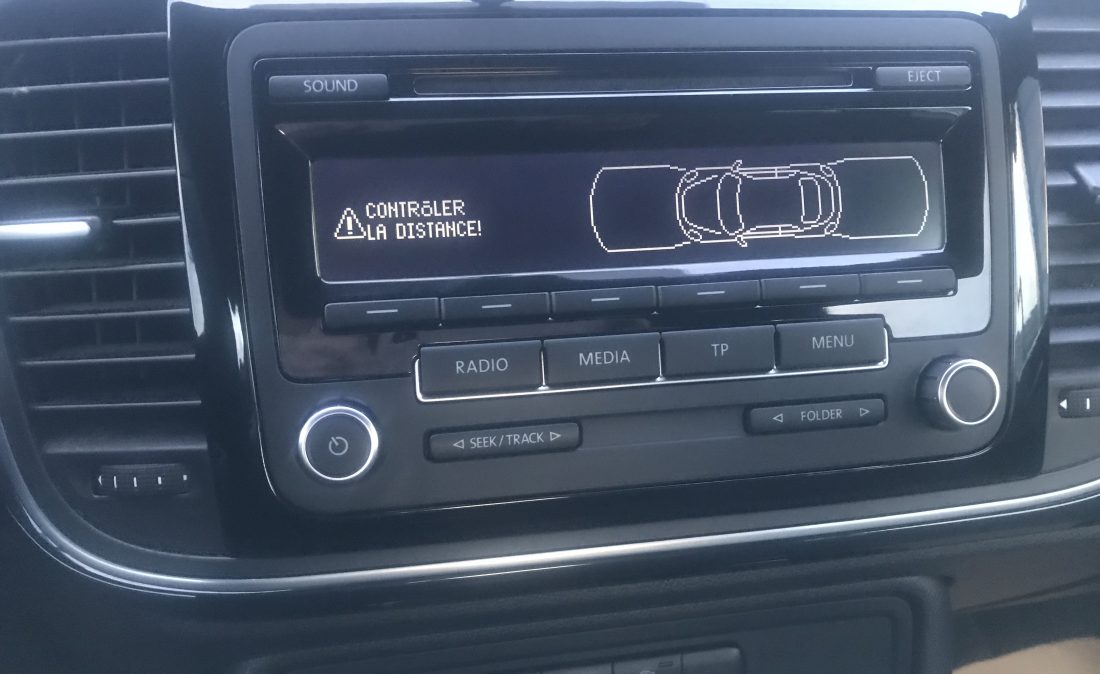 SOUND
EJECT
CONTRôLER
LA DISTANCE!
RADIO
MEDIA
TP
MENU
SEEK/TRACK
FOLDER